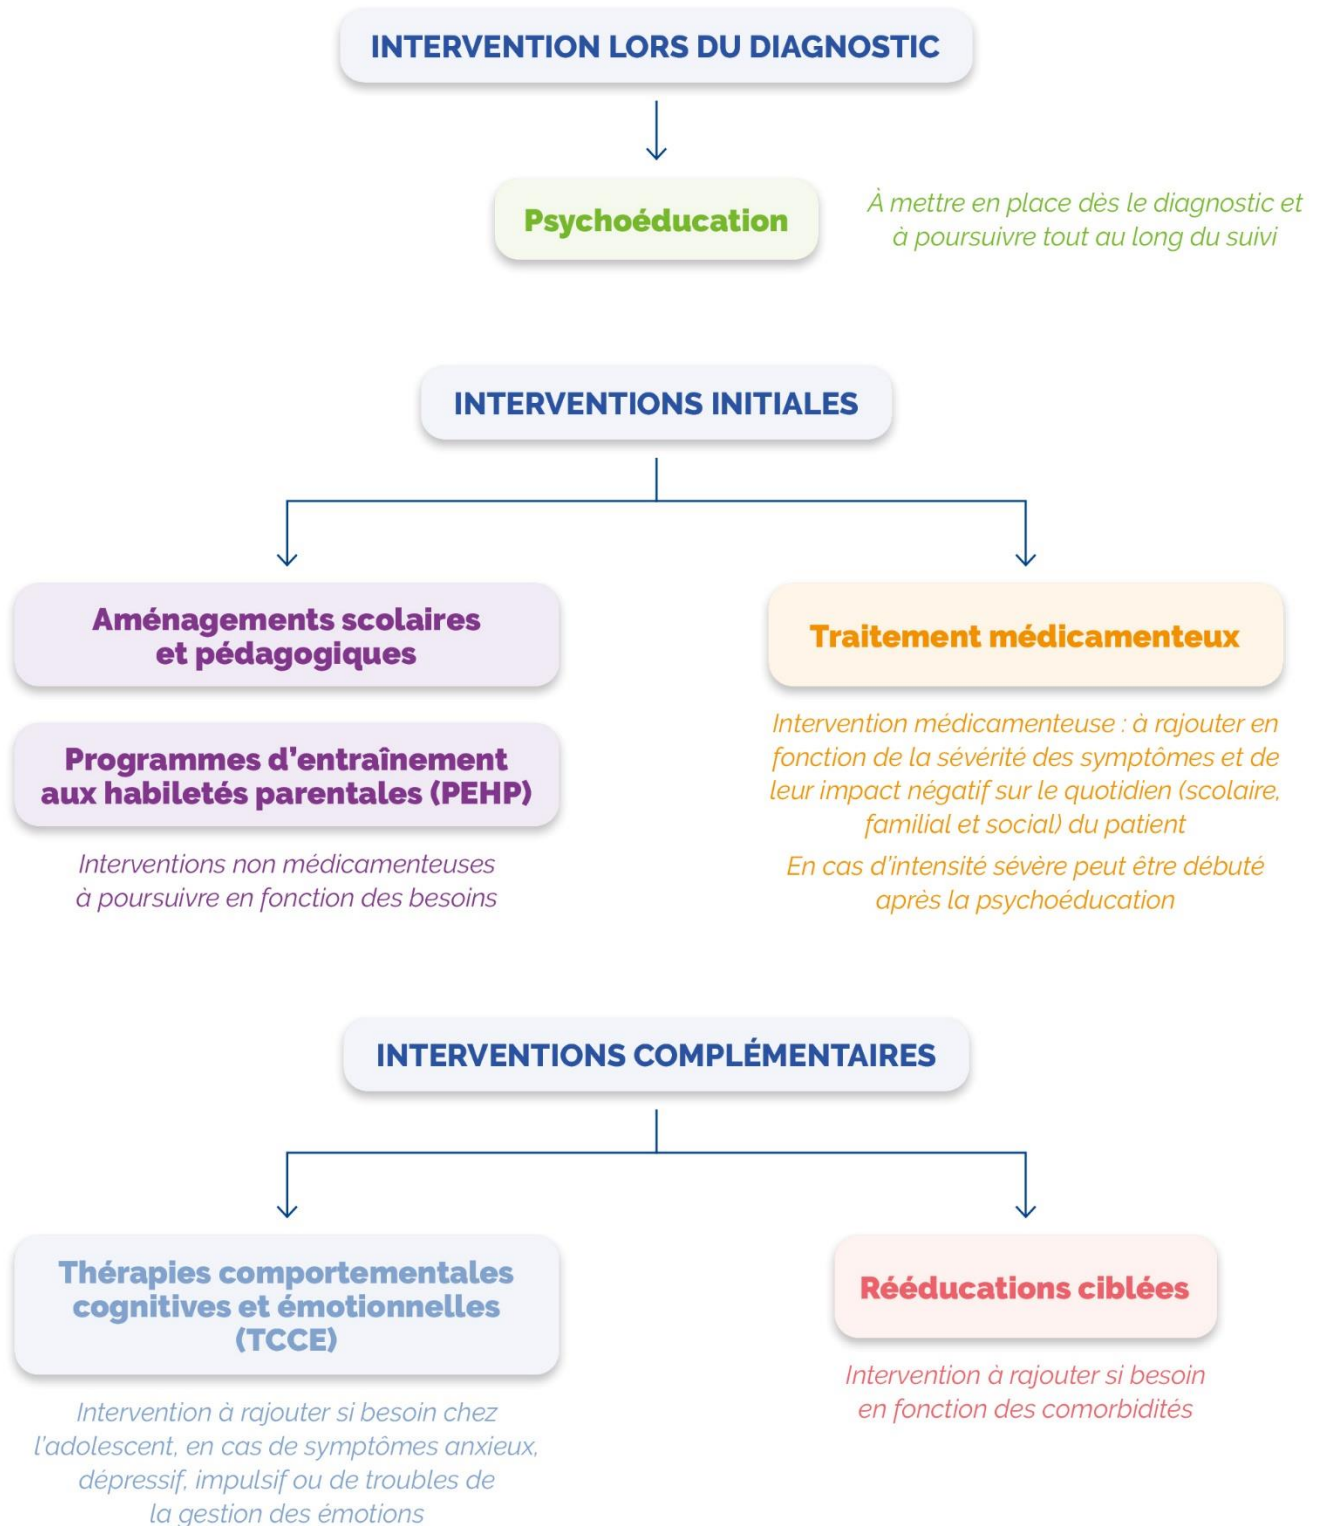 INTERVENTION LORS DU DIAGNOSTIC
Psychoéducation
À mettre en place dès le diagnostic et
à poursuivre tout au long du suivi
INTERVENTIONS INITIALES
Aménagements scolaires
et pédagogiques
Programmes d'entraînement
aux habiletés parentales (PEHP)
Interventions non médicamenteuses
à poursuivre en fonction des besoins
Traitement médicamenteux
Intervention médicamenteuse : à rajouter en
fonction de la sévérité des symptômes et de
leur impact négatif sur le quotidien (scolaire,
familial et social) du patient
En cas d'intensité sévère peut être débuté
après la psychoéducation
INTERVENTIONS COMPLÉMENTAIRES
Thérapies comportementales
cognitives et émotionnelles
(TCCE)
Intervention à rajouter si besoin chez
l'adolescent, en cas de symptômes anxieux,
dépressif, impulsif ou de troubles de
la gestion des émotions
Rééducations ciblées
Intervention à rajouter si besoin
en fonction des comorbidités